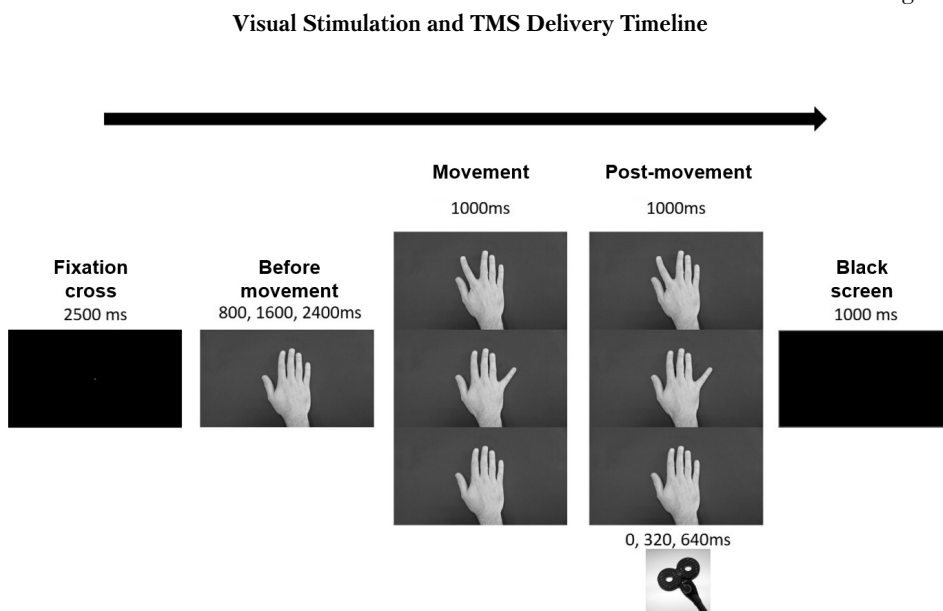 Visual Stimulation and TMS Delivery Timeline
Movement
1000ms
Post-movement
1000ms
Fixation
cross
2500 ms
Before
movement
800, 1600, 2400ms
Black
screen
1000 ms
0, 320, 640ms